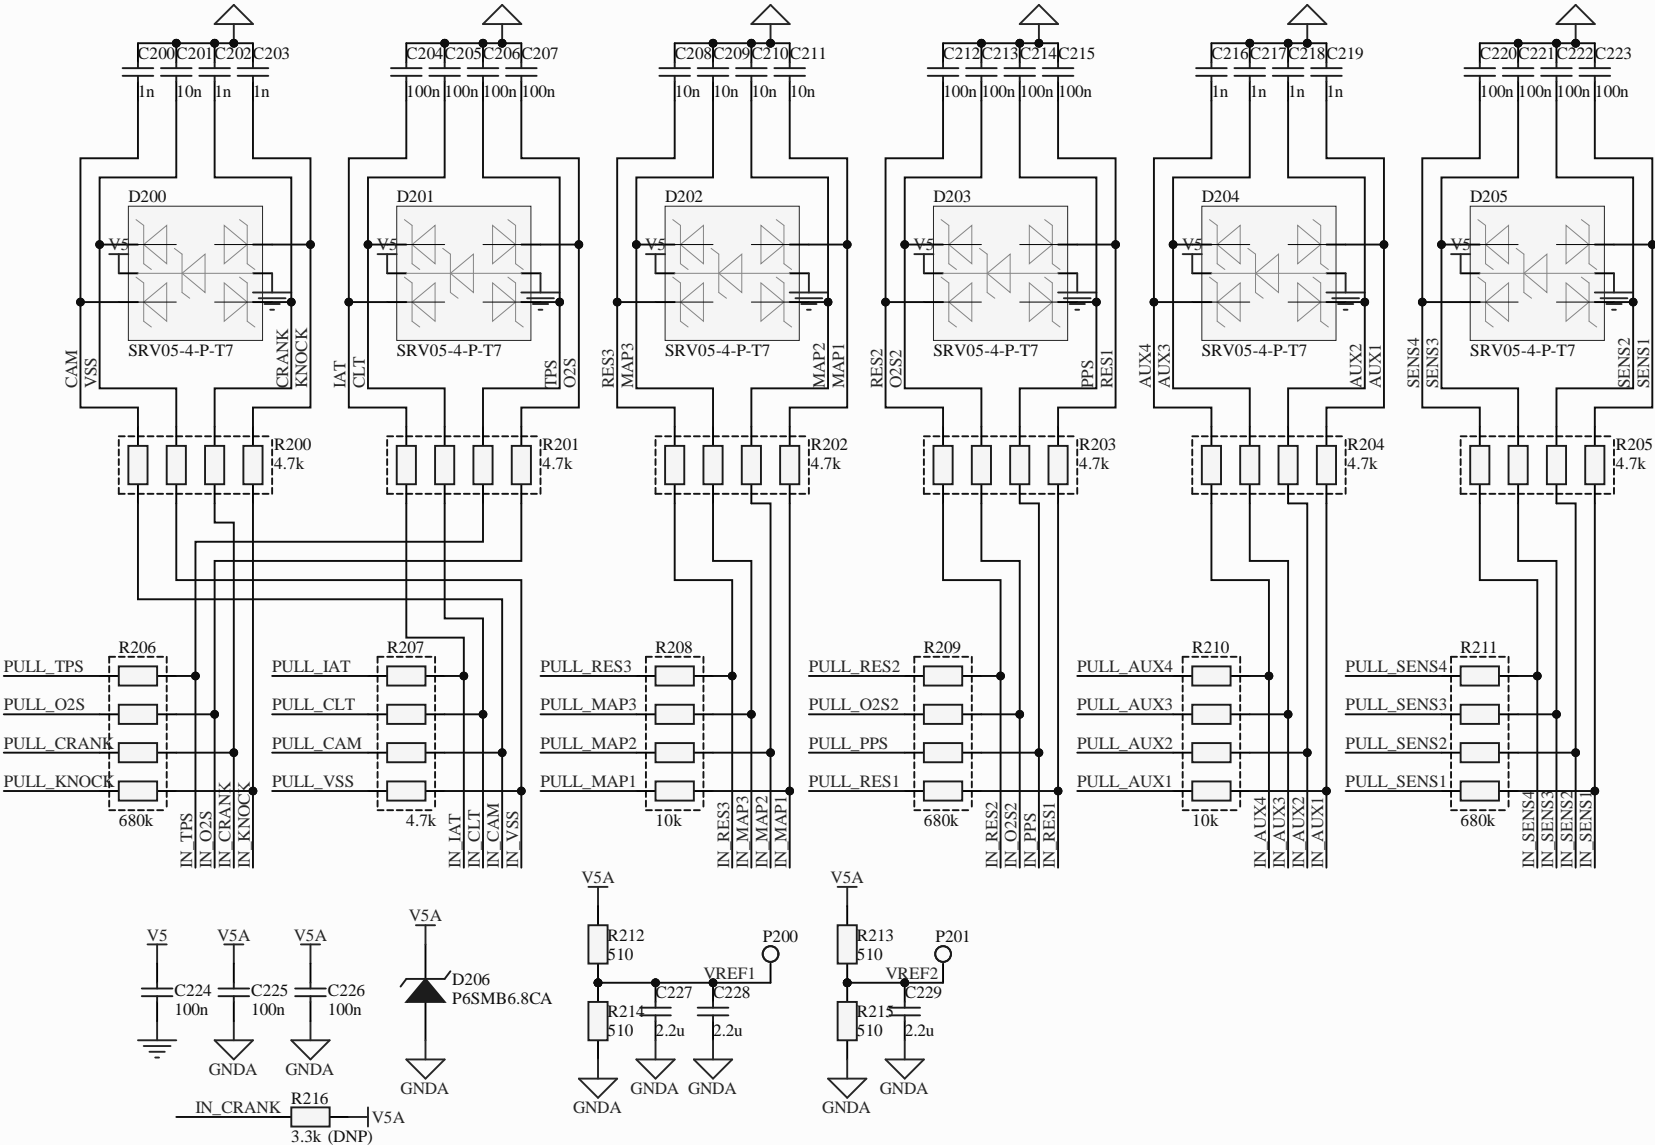 C200 C201 C202 C203 C204 C205 C206 C207 C208 C209 C210 C211 C212 C213 C214 C215 C216 C217 C218 C219 C220 C221 C222 C223
1n 10n 1n 1n 100n 100n 100n 100n 10n 10n 10n 10n 100n 100n 100n 100n 1n 1n 1n 1n 100n 100n 100n 100n
D200 D201 D202 D203 D204 D205
V5 V5 V5 V5 V5 V5
SRV05-4-P-T7 SRV05-4-P-T7 SRV05-4-P-T7 SRV05-4-P-T7 SRV05-4-P-T7 SRV05-4-P-T7
CAM VSS CRANK KNOCK IAT CLT TPS O2S RES3 MAP3 MAP2 MAP1 RES2 O2S2 PPS RES1 AUX4 AUX3 AUX2 AUX1 SENS4 SENS3 SENS2 SENS1
R200 R201 R202 R203 R204 R205
4.7k 4.7k 4.7k 4.7k 4.7k 4.7k
R206 R207 R208 R209 R210 R211
PULL_TPS PULL_IAT PULL_RES3 PULL_RES2 PULL_AUX4 PULL_SENS4
PULL_O2S PULL_CLT PULL_MAP3 PULL_O2S2 PULL_AUX3 PULL_SENS3
PULL_CRANK PULL_CAM PULL_MAP2 PULL_PPS PULL_AUX2 PULL_SENS2
PULL_KNOCK PULL_VSS PULL_MAP1 PULL_RES1 PULL_AUX1 PULL_SENS1
680k 4.7k 10k 680k 10k 680k
IN_TPS IN_O2S IN_CRANK IN_KNOCK IN_IAT IN_CLT IN_CAM IN_VSS IN_RES3 IN_MAP3 IN_MAP2 IN_MAP1 IN_RES2 IN_O2S2 IN_PPS IN_RES1 IN_AUX4 IN_AUX3 IN_AUX2 IN_AUX1 IN_SENS4 IN_SENS3 IN_SENS2 IN_SENS1
V5A V5A
V5A
V5 V5A V5A R212 P200 R213 P201
510 510
VREF1 VREF2
D206
C224 C225 C226 P6SMB6.8CA C227 C228 C229
100n 100n 100n R214 R215
510 2.2u 2.2u 510 2.2u
GNDA GNDA
GNDA GNDA GNDA GNDA
GNDA GNDA
R216
IN_CRANK V5A
3.3k (DNP)